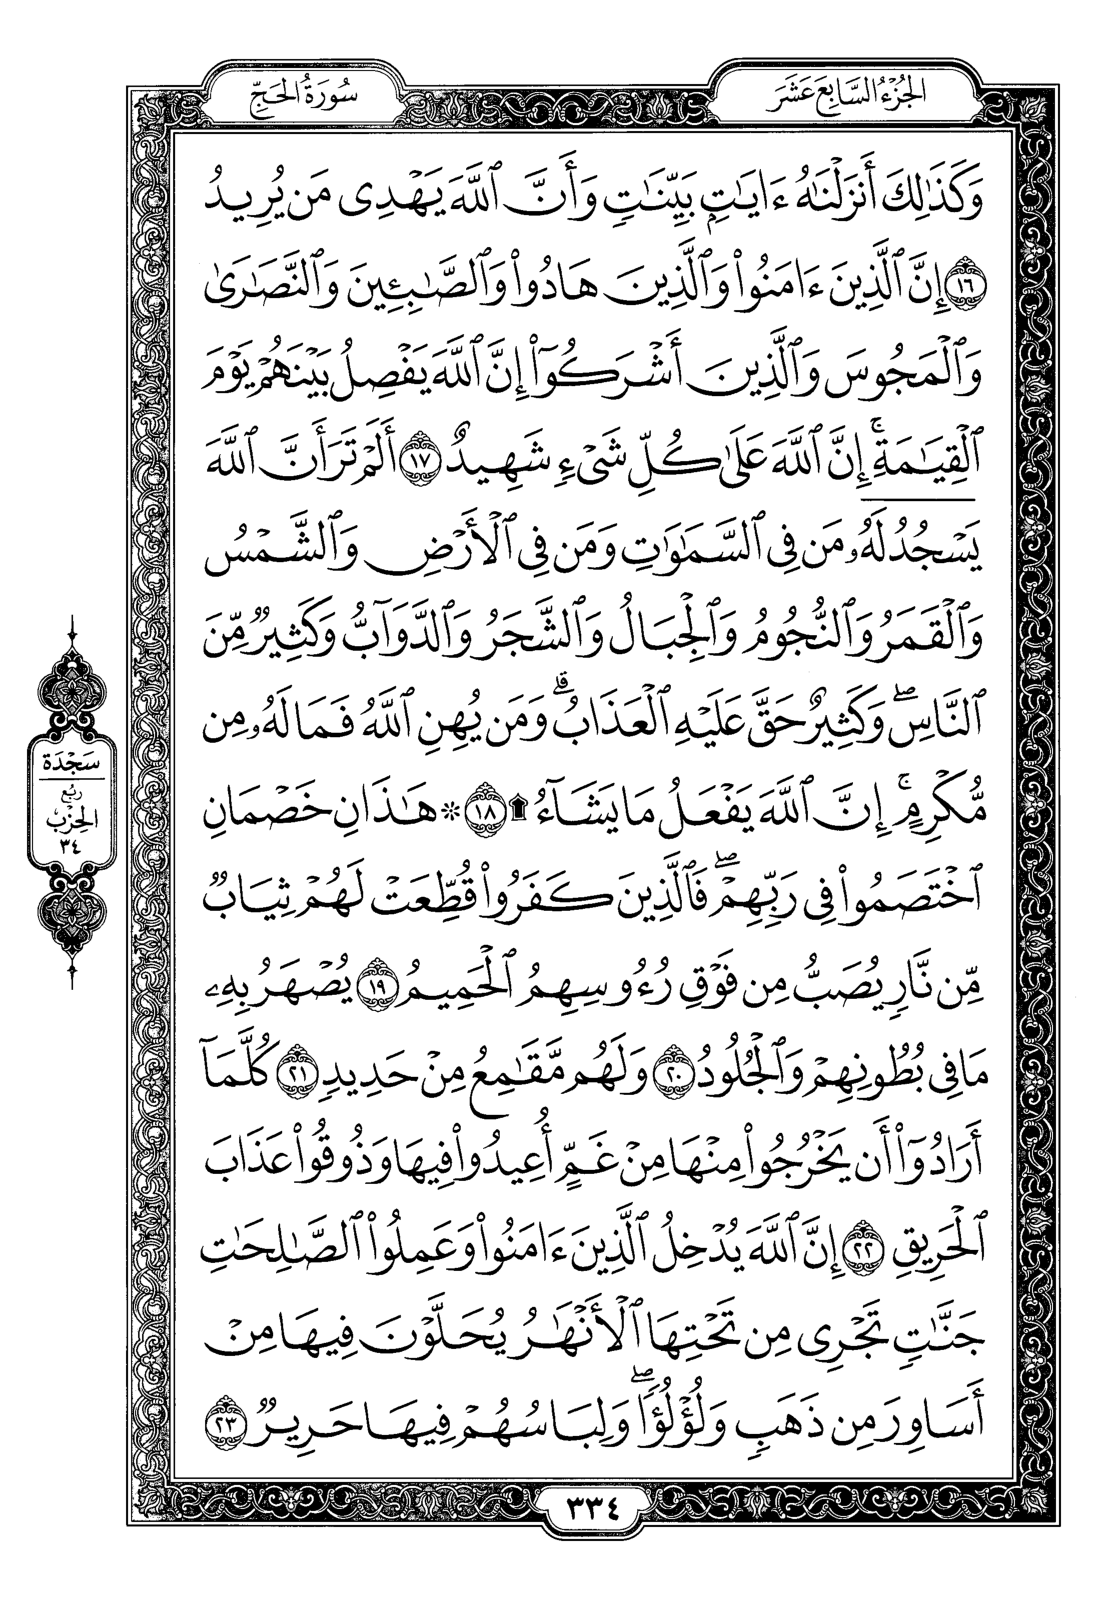 الجُزْءُ السَّابِعَ عَشَرَ
سُورَةُ الحَجِّ
وَكَذَٰلِكَ أَنزَلْنَٰهُ ءَايَٰتٍۭ بَيِّنَٰتٍ وَأَنَّ ٱللَّهَ يَهْدِى مَن يُرِيدُ
١٦ إِنَّ ٱلَّذِينَ ءَامَنُوا۟ وَٱلَّذِينَ هَادُوا۟ وَٱلصَّٰبِـِٔينَ وَٱلنَّصَٰرَىٰ
وَٱلْمَجُوسَ وَٱلَّذِينَ أَشْرَكُوٓا۟ إِنَّ ٱللَّهَ يَفْصِلُ بَيْنَهُمْ يَوْمَ
ٱلْقِيَٰمَةِ ۚ إِنَّ ٱللَّهَ عَلَىٰ كُلِّ شَىْءٍ شَهِيدٌ ١٧ أَلَمْ تَرَ أَنَّ ٱللَّهَ
يَسْجُدُ لَهُۥ مَن فِى ٱلسَّمَٰوَٰتِ وَمَن فِى ٱلْأَرْضِ وَٱلشَّمْسُ
وَٱلْقَمَرُ وَٱلنُّجُومُ وَٱلْجِبَالُ وَٱلشَّجَرُ وَٱلدَّوَآبُّ وَكَثِيرٌ مِّنَ
ٱلنَّاسِ ۖ وَكَثِيرٌ حَقَّ عَلَيْهِ ٱلْعَذَابُ ۗ وَمَن يُهِنِ ٱللَّهُ فَمَا لَهُۥ مِن
مُّكْرِمٍ ۚ إِنَّ ٱللَّهَ يَفْعَلُ مَا يَشَآءُ ۩ ١٨ ۞ هَٰذَانِ خَصْمَانِ
ٱخْتَصَمُوا۟ فِى رَبِّهِمْ ۖ فَٱلَّذِينَ كَفَرُوا۟ قُطِّعَتْ لَهُمْ ثِيَابٌ
مِّن نَّارٍ يُصَبُّ مِن فَوْقِ رُءُوسِهِمُ ٱلْحَمِيمُ ١٩ يُصْهَرُ بِهِۦ
مَا فِى بُطُونِهِمْ وَٱلْجُلُودُ ٢٠ وَلَهُم مَّقَٰمِعُ مِنْ حَدِيدٍ ٢١ كُلَّمَآ
أَرَادُوٓا۟ أَن يَخْرُجُوا۟ مِنْهَا مِنْ غَمٍّ أُعِيدُوا۟ فِيهَا وَذُوقُوا۟ عَذَابَ
ٱلْحَرِيقِ ٢٢ إِنَّ ٱللَّهَ يُدْخِلُ ٱلَّذِينَ ءَامَنُوا۟ وَعَمِلُوا۟ ٱلصَّٰلِحَٰتِ
جَنَّٰتٍ تَجْرِى مِن تَحْتِهَا ٱلْأَنْهَٰرُ يُحَلَّوْنَ فِيهَا مِنْ
أَسَاوِرَ مِن ذَهَبٍ وَلُؤْلُؤًا ۖ وَلِبَاسُهُمْ فِيهَا حَرِيرٌ ٢٣
سَجْدَة
رُبْع
الحِزْب
٣٤
٣٣٤